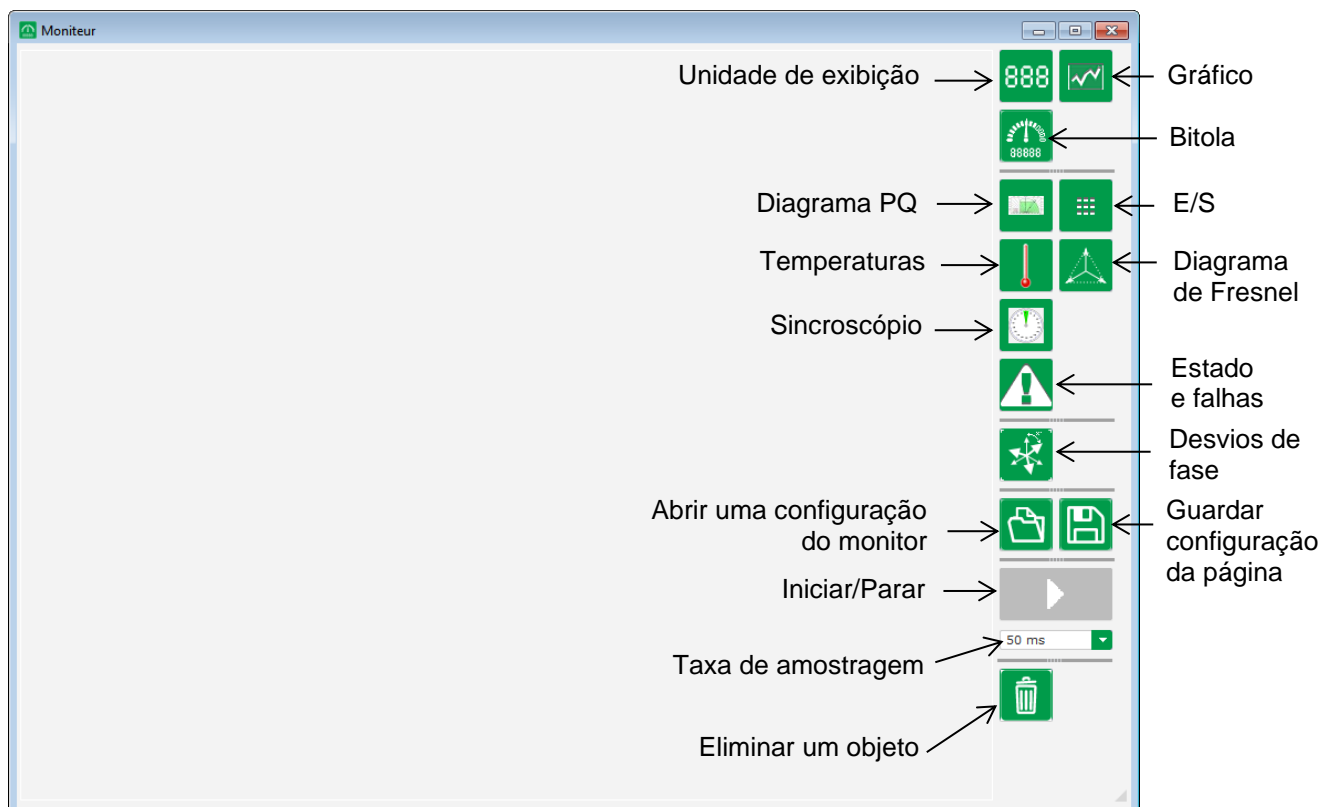 Moniteur
Unidade de exibição
888
Gráfico
88888
Bitola
Diagrama PQ
E/S
Temperaturas
Diagrama
de Fresnel
Sincroscópio
Estado
e falhas
Desvios de
fase
Abrir uma configuração
do monitor
Guardar
configuração
da página
Iniciar/Parar
50 ms
Taxa de amostragem
Eliminar um objeto